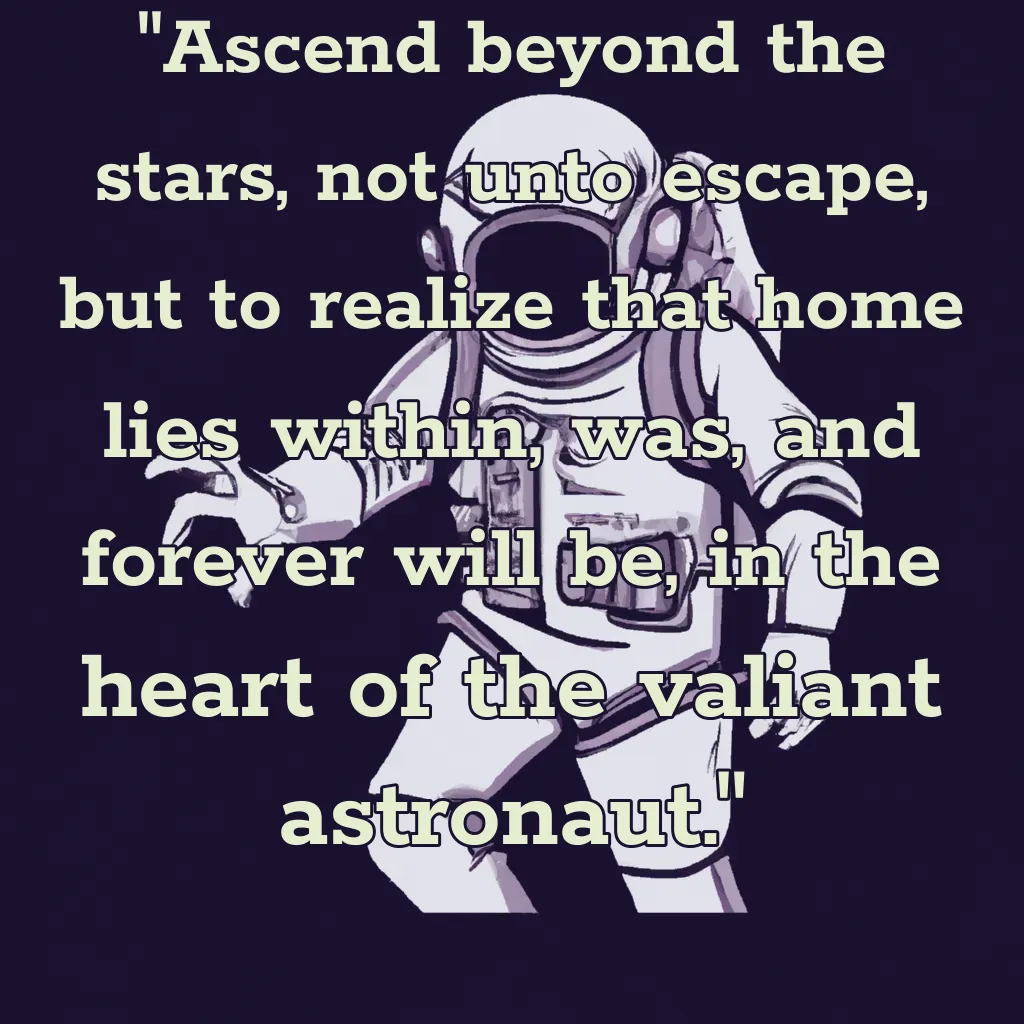 "Ascend beyond the
stars, not unto escape,
but to realize that home
lies within, was, and
forever will be, in the
heart of the valiant
astronaut."